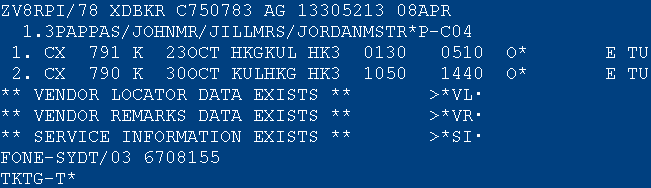 ZV8RPI/78 XDBKR C750783 AG 13305213 08APR
1.3PAPPAS/JOHNMR/JILLMRS/JORDANMSTR*P-C04
1. CX 791 K 23OCT HKGKUL HK3 0130 0510 O* E TU
2. CX 790 K 30OCT KULHKG HK3 1050 1440 O* E TU
** VENDOR LOCATOR DATA EXISTS ** >*VL·
** VENDOR REMARKS DATA EXISTS ** >*VR·
** SERVICE INFORMATION EXISTS ** >*SI·
FONE-SYDT/03 6708155
TKTG-T*